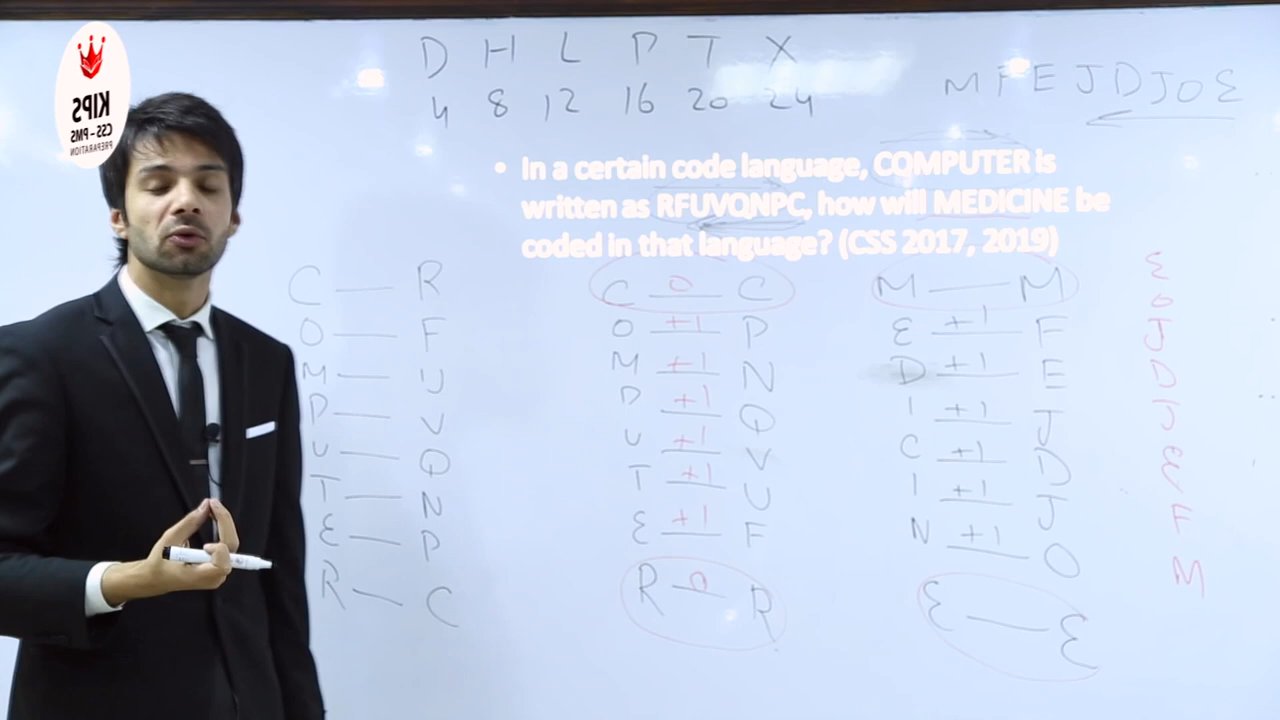 KIPS
CSS-PMS
PREPARATION
D H L P T X
4 8 12 16 20 24
M F E J D J O E
• In a certain code language, COMPUTER is
written as RFUVQNPC, how will MEDICINE be
coded in that language? (CSS 2017, 2019)
C — R
O — F
M — U
P — V
U — Q
T — N
E — P
R — C
C 0 C
O +1 P
M +1 N
P +1 Q
U +1 V
T +1 U
E +1 F
R 0 R
M — M
E +1 F
D +1 E
I +1 J
C +1 D
I +1 J
N +1 O
E — E
E
O
J
D
J
E
F
M